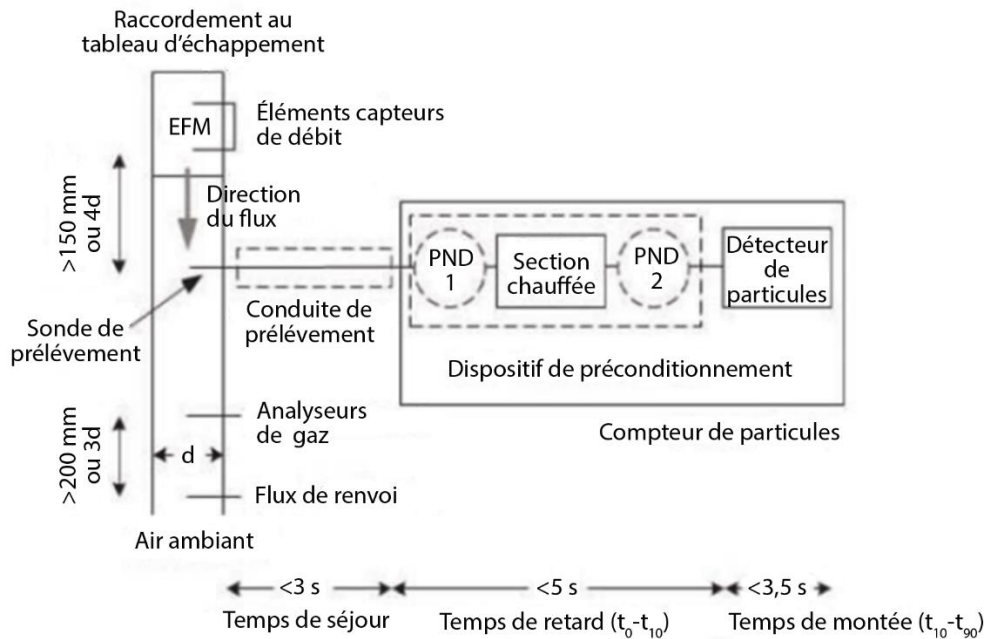 Raccordement au
tableau d'échappement
EFM
Éléments capteurs
de débit
>150 mm
ou 4d
Direction
du flux
PND
1
Section
chauffée
PND
2
Détecteur
de
particules
Sonde de
prélévement
Conduite de
prélévement
Dispositif de préconditionnement
Compteur de particules
>200 mm
ou 3d
Analyseurs
de gaz
d
Flux de renvoi
Air ambiant
<3 s
<5 s
<3,5 s
Temps de séjour
Temps de retard (t₀-t₁₀)
Temps de montée (t₁₀-t₉₀)